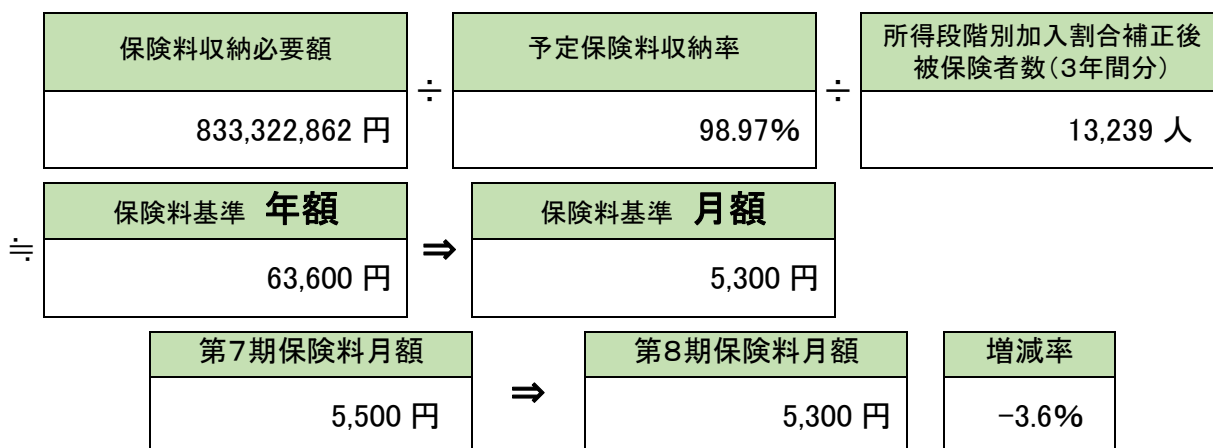 保険料収納必要額 ÷ 予定保険料収納率 ÷ 所得段階別加入割合補正後
被保険者数(3年間分)
833,322,862 円 98.97% 13,239 人
≒ 保険料基準 年額 ⇒ 保険料基準 月額
63,600 円 5,300 円
第7期保険料月額 ⇒ 第8期保険料月額 増減率
5,500 円 5,300 円 -3.6%